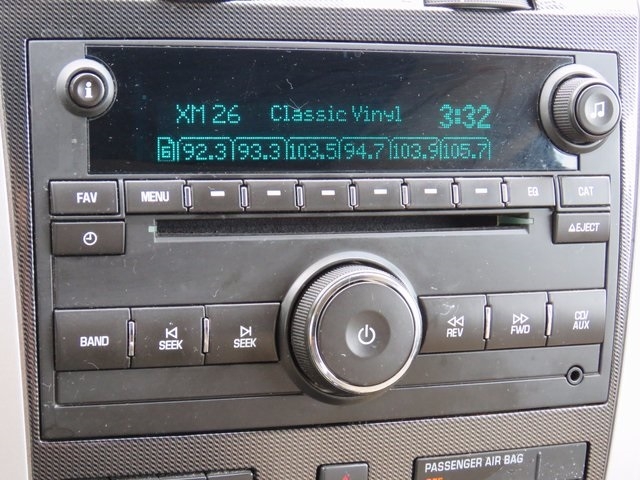 i
XM 26 Classic Vinyl 3:32
6 92.3 93.3 103.5 94.7 103.9 105.7
FAV MENU EQ CAT
EJECT
BAND SEEK SEEK REV FWD CD/AUX
PASSENGER AIR BAG